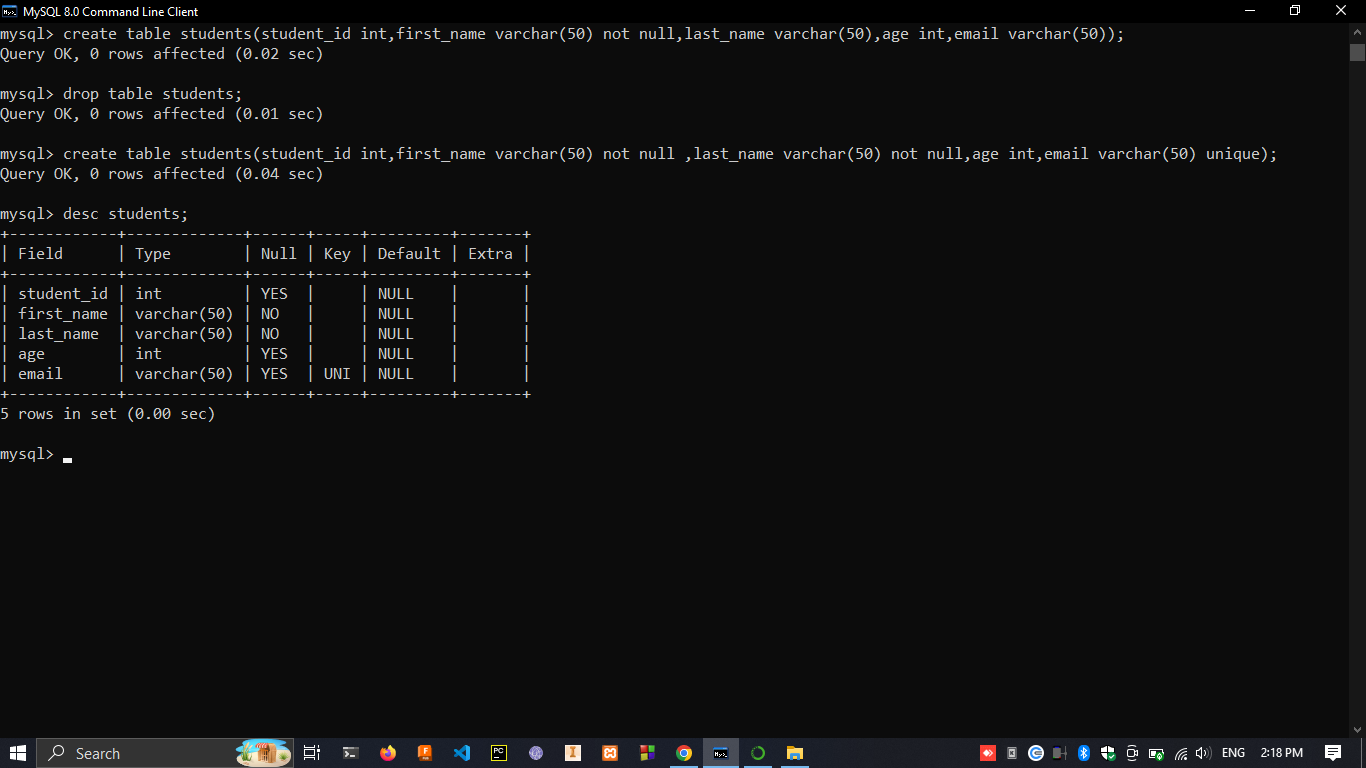 MySQL 8.0 Command Line Client
mysql> create table students(student_id int,first_name varchar(50) not null,last_name varchar(50),age int,email varchar(50));
Query OK, 0 rows affected (0.02 sec)
mysql> drop table students;
Query OK, 0 rows affected (0.01 sec)
mysql> create table students(student_id int,first_name varchar(50) not null ,last_name varchar(50) not null,age int,email varchar(50) unique);
Query OK, 0 rows affected (0.04 sec)
mysql> desc students;
+------------+-------------+------+-----+---------+-------+
| Field      | Type        | Null | Key | Default | Extra |
+------------+-------------+------+-----+---------+-------+
| student_id | int         | YES  |     | NULL    |       |
| first_name | varchar(50) | NO   |     | NULL    |       |
| last_name  | varchar(50) | NO   |     | NULL    |       |
| age        | int         | YES  |     | NULL    |       |
| email      | varchar(50) | YES  | UNI | NULL    |       |
+------------+-------------+------+-----+---------+-------+
5 rows in set (0.00 sec)
mysql>
Search
ENG 2:18 PM